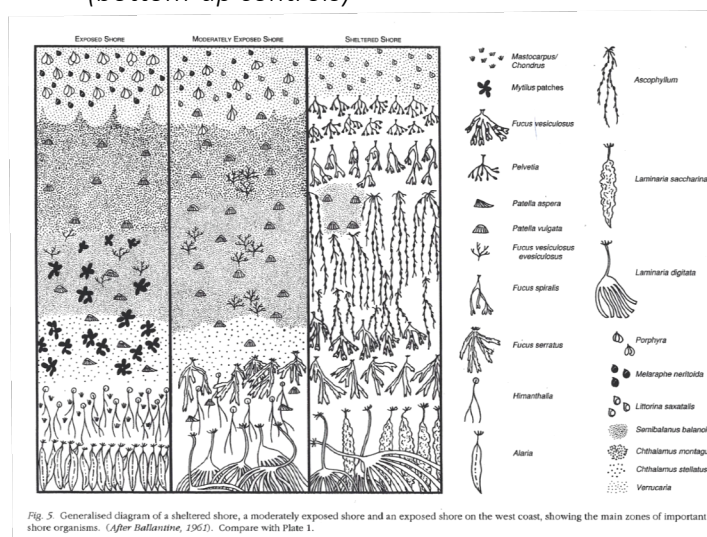 (bottom-up controls)
EXPOSED SHORE
MODERATELY EXPOSED SHORE
SHELTERED SHORE
Mastocarpus/
Chondrus
Mytilus patches
Fucus vesiculosus
Pelvetia
Patella aspera
Patella vulgata
Fucus vesiculosus
evesiculosus
Fucus spiralis
Fucus serratus
Himanthalia
Alaria
Ascophyllum
Laminaria saccharina
Laminaria digitata
Porphyra
Melaraphe neritoida
Littorina saxatalis
Semibalanus balanoi
Chthalamus montagu
Chthalamus stellatus
Verrucaria
Fig. 5. Generalised diagram of a sheltered shore, a moderately exposed shore and an exposed shore on the west coast, showing the main zones of important
shore organisms. (After Ballantine, 1961). Compare with Plate 1.